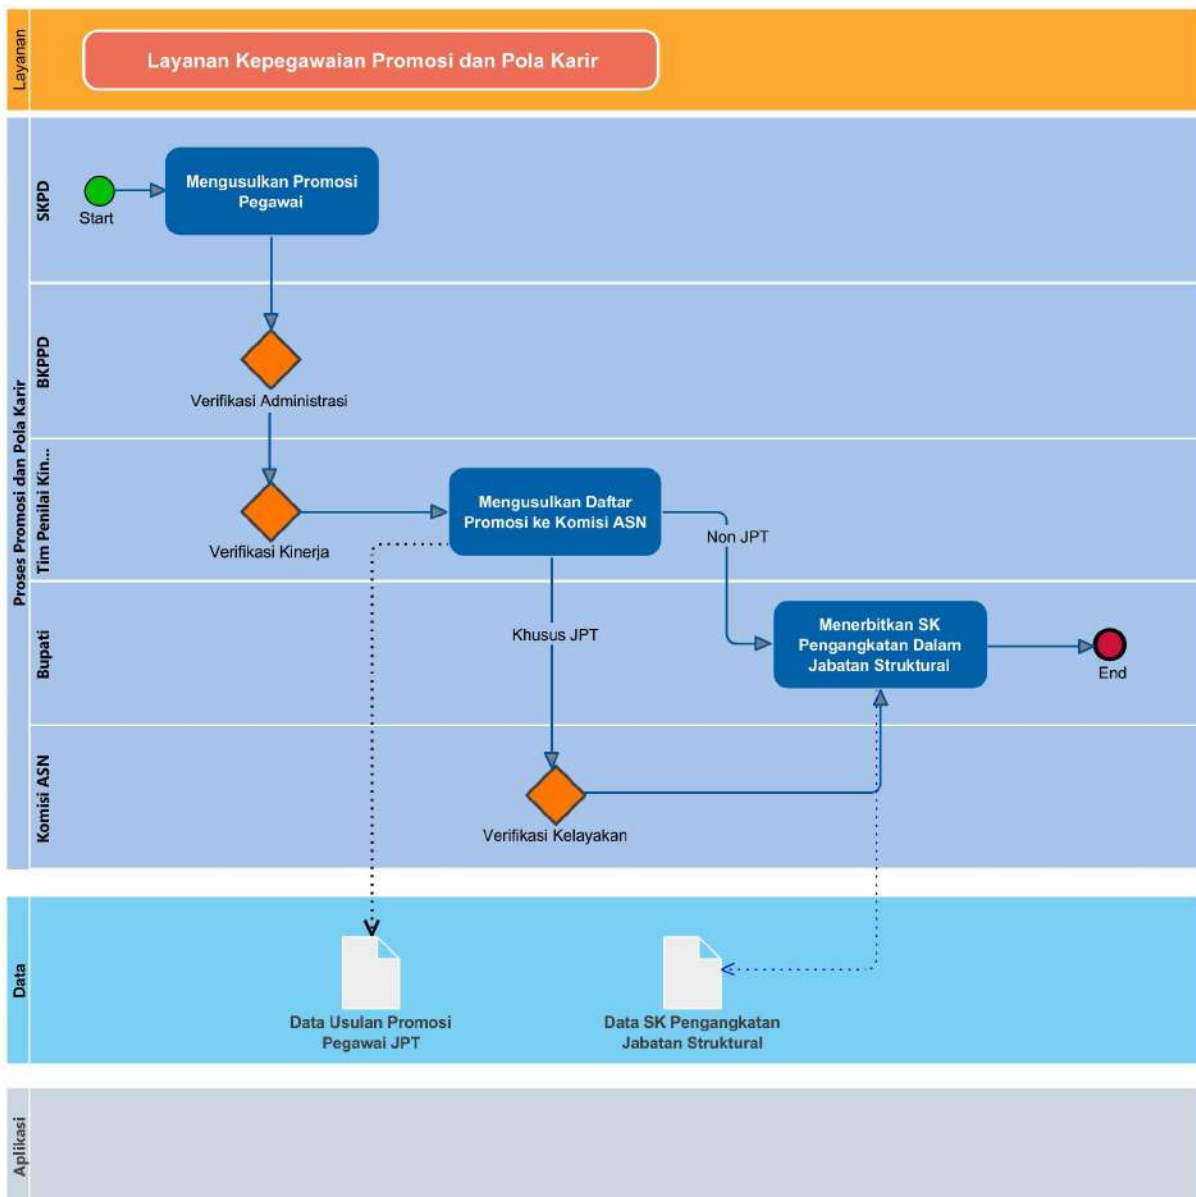 Layanan
Layanan Kepegawaian Promosi dan Pola Karir
Proses Promosi dan Pola Karir
SKPD
Start
Mengusulkan Promosi
Pegawai
BKPPD
Verifikasi Administrasi
Tim Penilai Kin...
Verifikasi Kinerja
Mengusulkan Daftar
Promosi ke Komisi ASN
Non JPT
Bupati
Khusus JPT
Menerbitkan SK
Pengangkatan Dalam
Jabatan Struktural
End
Komisi ASN
Verifikasi Kelayakan
Data
Data Usulan Promosi
Pegawai JPT
Data SK Pengangkatan
Jabatan Struktural
Aplikasi